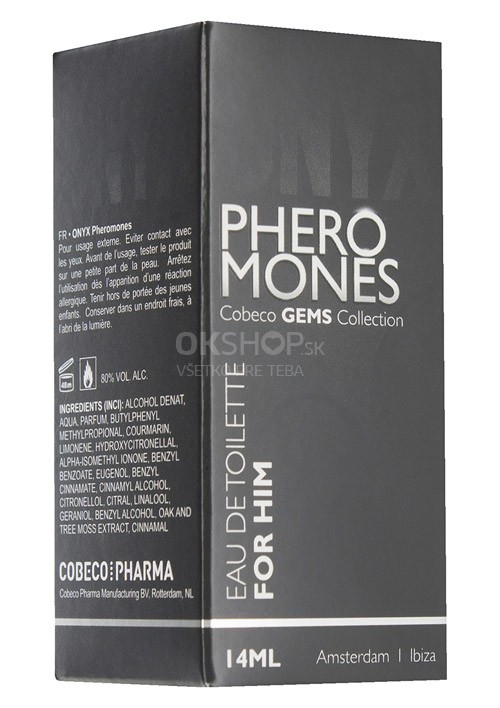 FR • ONYX Pheromones
Pour usage externe. Eviter contact avec
les yeux. Avant de l'usage, tester le produit
sur une petite part de la peau. Arrêtez
l'utilisation dés l'apparition d'une réaction
allergique. Tenir hors de portée des jeunes
enfants. Conserver dans un endroit frais, à
l'abri de la lumière.
48m
80% VOL. ALC.
INGREDIENTS (INCI): ALCOHOL DENAT,
AQUA, PARFUM, BUTYLPHENYL
METHYLPROPIONAL, COURMARIN,
LIMONENE, HYDROXYCITRONELLAL,
ALPHA-ISOMETHYL IONONE, BENZYL
BENZOATE, EUGENOL, BENZYL
CINNAMATE, CINNAMYL ALCOHOL,
CITRONELLOL, CITRAL, LINALOOL,
GERANIOL, BENZYL ALCOHOL, OAK AND
TREE MOSS EXTRACT, CINNAMAL
COBECO PHARMA
Cobeco Pharma Manufacturing BV, Rotterdam, NL
ONYX
PHERO
MONES
Cobeco GEMS Collection
OKSHOP.SK
VŠETKO PRE TEBA
EAU DE TOILETTE
FOR HIM
14ML
Amsterdam | Ibiza